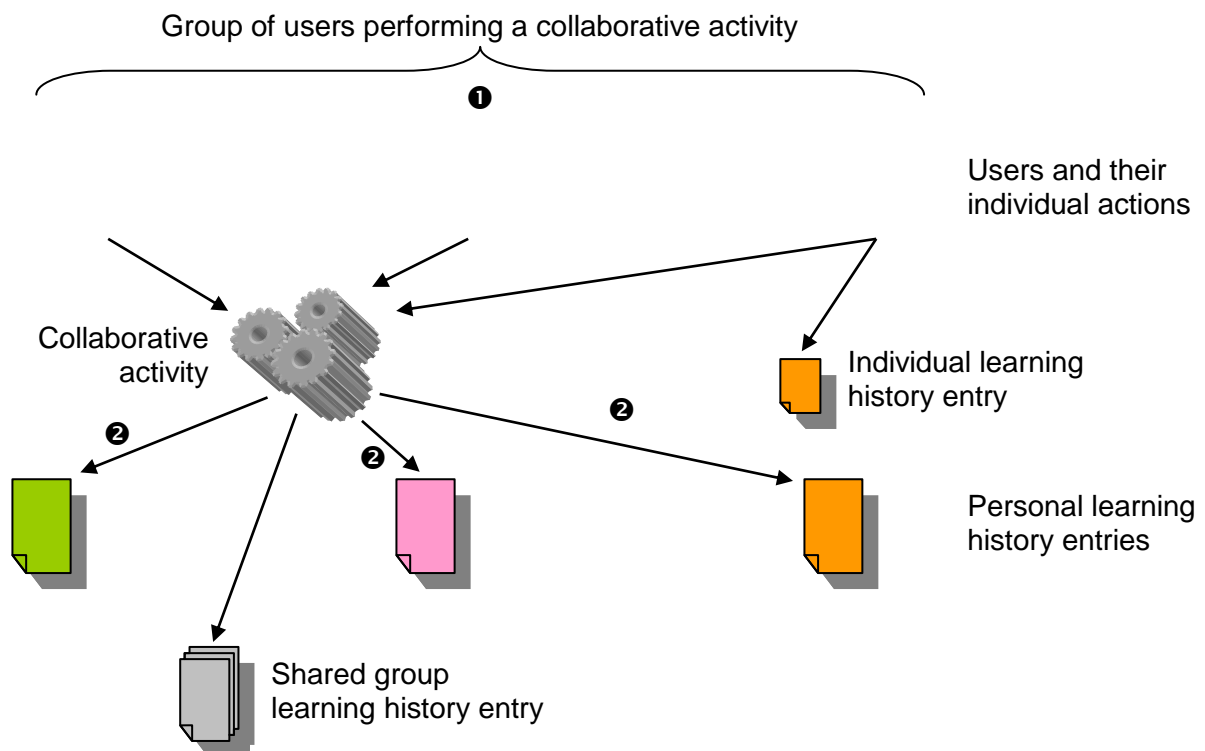 Group of users performing a collaborative activity
❶
Users and their
individual actions
Collaborative
activity
Individual learning
history entry
❷
❷
❷
Personal learning
history entries
Shared group
learning history entry